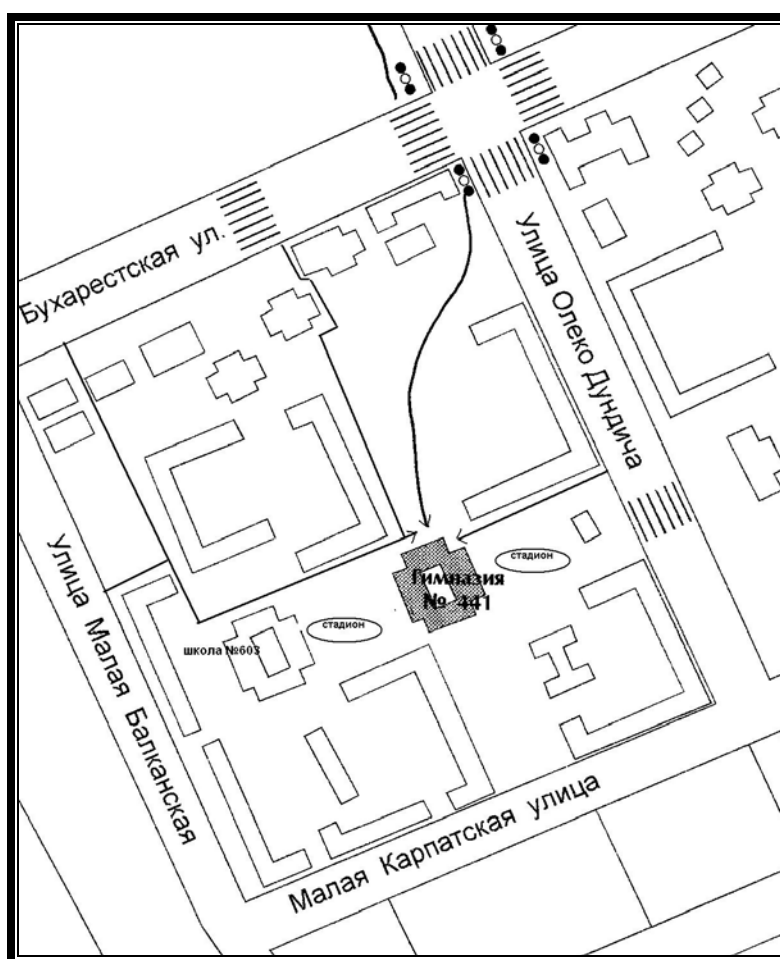 Бухарестская ул.
Улица Олеко Дундича
стадион
Гимназия
№ 441
стадион
школа №603
Улица Малая Балканская
Малая Карпатская улица